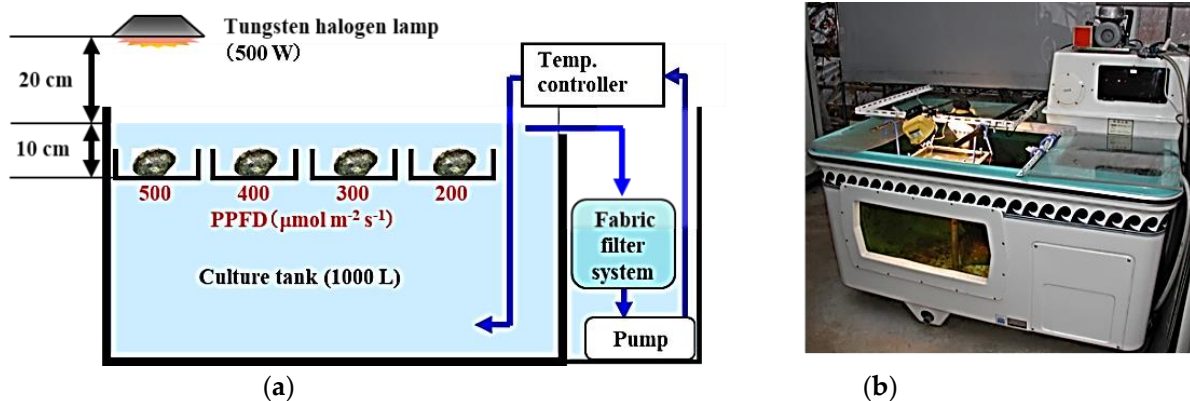 Tungsten halogen lamp
(500 W)
20 cm
10 cm
Temp.
controller
500
400
300
200
PPFD (μmol m⁻² s⁻¹)
Culture tank (1000 L)
Fabric
filter
system
Pump
(a)
(b)